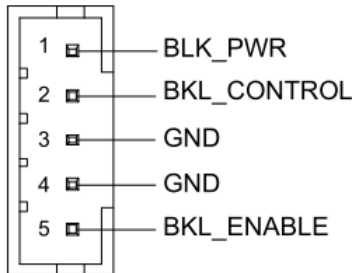 1 BLK_PWR
2 BKL_CONTROL
3 GND
4 GND
5 BKL_ENABLE